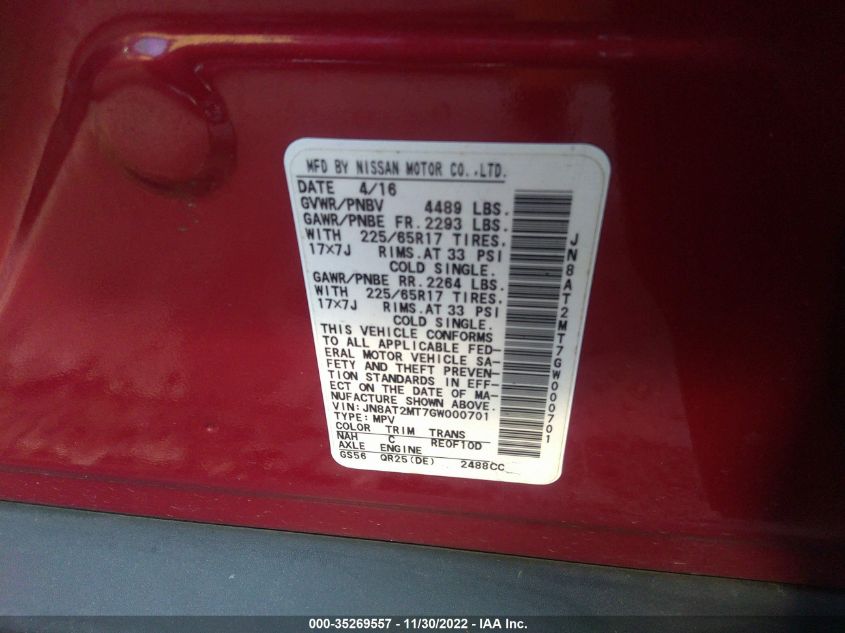 MFD BY NISSAN MOTOR CO.,LTD.
DATE 4/16
GVWR/PNBV 4489 LBS.
GAWR/PNBE FR. 2293 LBS.
WITH 225/65R17 TIRES.
17×7J RIMS.AT 33 PSI
COLD SINGLE.
GAWR/PNBE RR. 2264 LBS.
WITH 225/65R17 TIRES.
17×7J RIMS.AT 33 PSI
COLD SINGLE.
THIS VEHICLE CONFORMS
TO ALL APPLICABLE FED-
ERAL MOTOR VEHICLE SA-
FETY AND THEFT PREVEN-
TION STANDARDS IN EFF-
ECT ON THE DATE OF MA-
NUFACTURE SHOWN ABOVE.
VIN: JN8AT2MT7GW000701
TYPE: MPV
COLOR TRIM TRANS
NAH C RE0F10D
AXLE ENGINE
GS56 QR25(DE) 2488CC
JN8AT2MT7GW000701
000-35269557 - 11/30/2022 - IAA Inc.